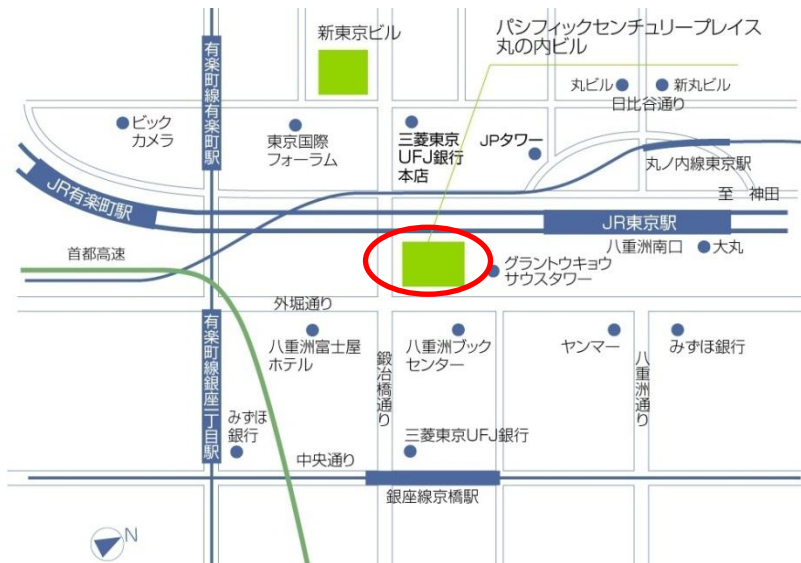 新東京ビル
パシフィックセンチュリープレイス
丸の内ビル
有楽町線有楽町駅
丸ビル
新丸ビル
日比谷通り
ビック
カメラ
東京国際
フォーラム
三菱東京
UFJ銀行
本店
JPタワー
丸ノ内線東京駅
JR有楽町駅
至 神田
JR東京駅
首都高速
八重洲南口
大丸
グラントウキョウ
サウスタワー
外堀通り
有楽町線銀座一丁目駅
八重洲富士屋
ホテル
鍛冶橋通り
八重洲ブック
センター
ヤンマー
八重洲通り
みずほ銀行
みずほ
銀行
三菱東京UFJ銀行
中央通り
銀座線京橋駅
N